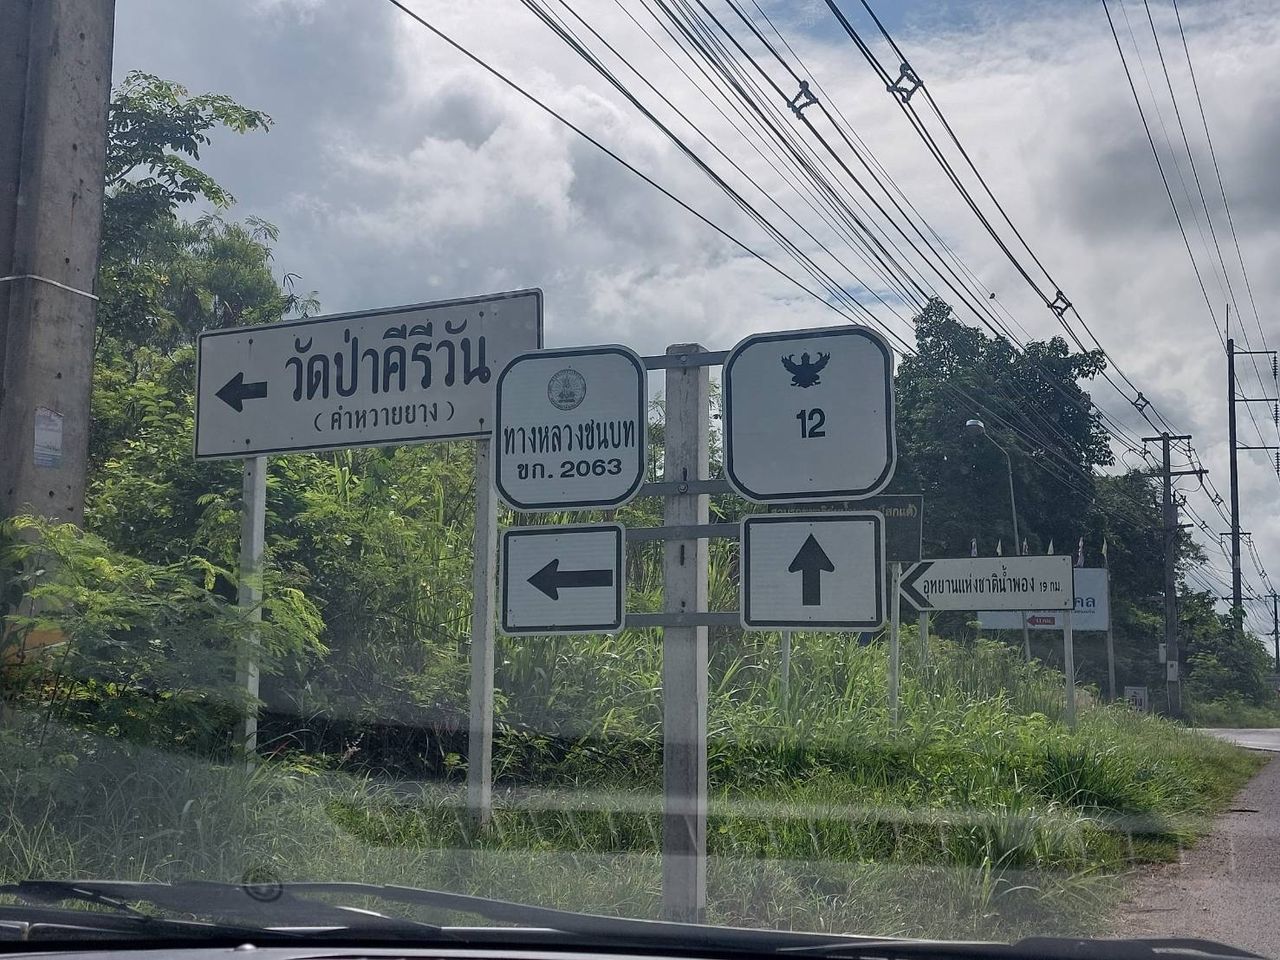 วัดป่าคีรีวัน
(คำหวายยาง)
ทางหลวงชนบท
ขก. 2063
12
อุทยานแห่งชาติน้ำพอง 19 กม.